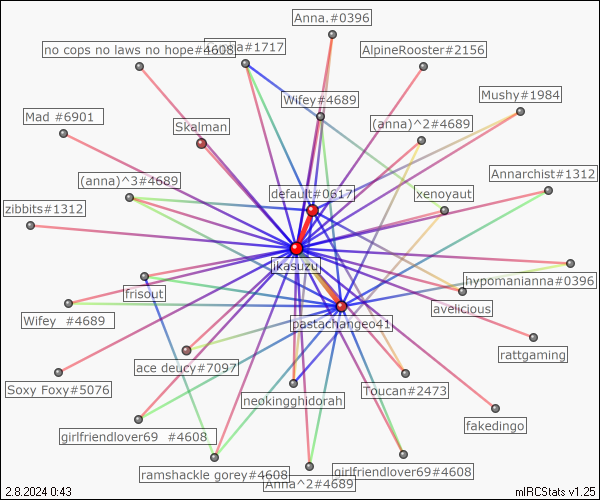 Anna.#0396
no cops no laws no hope#4608
#1717
AlpineRooster#2156
Wifey#4689
Mushy#1984
Mad #6901
Skalman
(anna)^2#4689
(anna)^3#4689
default#0617
xenoyaut
Annarchist#1312
zibbits#1312
ikasuzu
hypomanianna#0396
frisout
avelicious
Wifey  #4689
pastachangeo41
rattgaming
ace deucy#7097
Soxy Foxy#5076
Toucan#2473
neokingghidorah
fakedingo
girlfriendlover69  #4608
ramshackle gorey#4608
girlfriendlover69#4608
Anna^2#4689
2.8.2024 0:43
mIRCStats v1.25